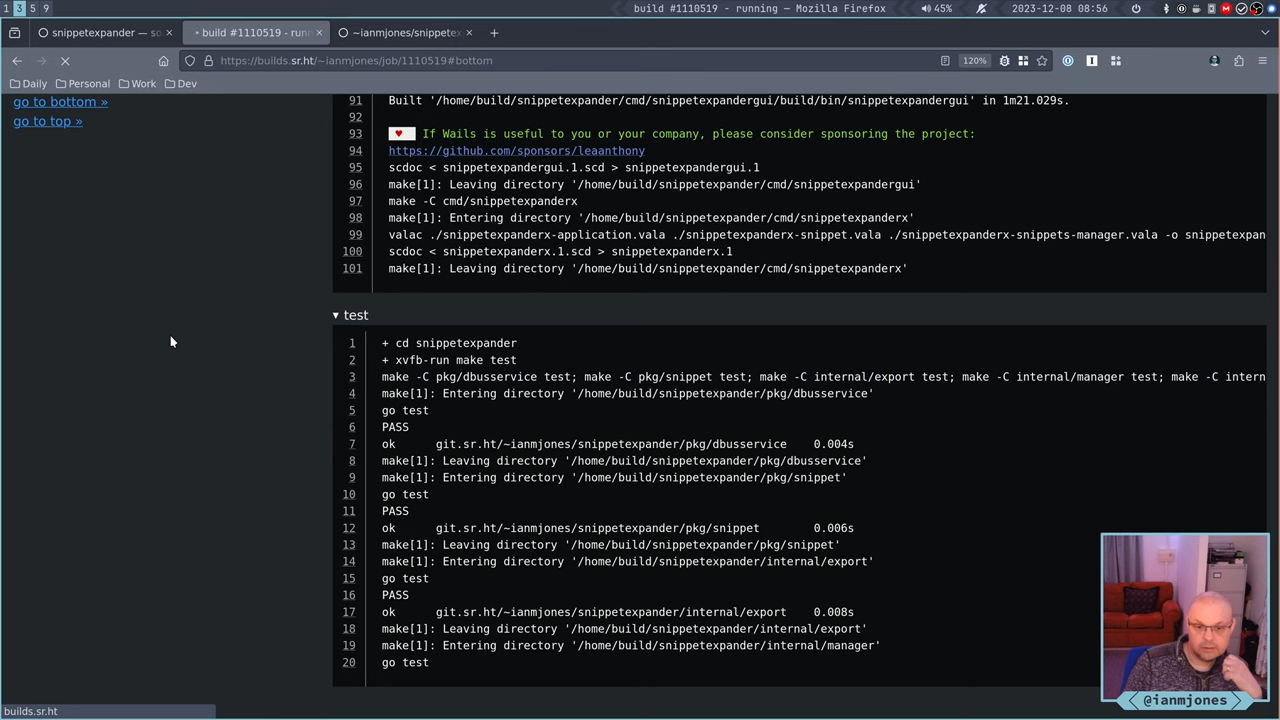 1 3 5 9
build #1110519 - running — Mozilla Firefox
45%
2023-12-08 08:56
snippetexpander — so
build #1110519 - runn
~ianmjones/snippetex
https://builds.sr.ht/~ianmjones/job/1110519#bottom
120%
Daily
Personal
Work
Dev
go to bottom »
go to top »
91 Built '/home/build/snippetexpander/cmd/snippetexpandergui/build/bin/snippetexpandergui' in 1m21.029s.
92
93 ♥ If Wails is useful to you or your company, please consider sponsoring the project:
94 https://github.com/sponsors/leaanthony
95 scdoc < snippetexpandergui.1.scd > snippetexpandergui.1
96 make[1]: Leaving directory '/home/build/snippetexpander/cmd/snippetexpandergui'
97 make -C cmd/snippetexpanderx
98 make[1]: Entering directory '/home/build/snippetexpander/cmd/snippetexpanderx'
99 valac ./snippetexpanderx-application.vala ./snippetexpanderx-snippet.vala ./snippetexpanderx-snippets-manager.vala -o snippetexpan
100 scdoc < snippetexpanderx.1.scd > snippetexpanderx.1
101 make[1]: Leaving directory '/home/build/snippetexpander/cmd/snippetexpanderx'
▾ test
1 + cd snippetexpander
2 + xvfb-run make test
3 make -C pkg/dbusservice test; make -C pkg/snippet test; make -C internal/export test; make -C internal/manager test; make -C intern
4 make[1]: Entering directory '/home/build/snippetexpander/pkg/dbusservice'
5 go test
6 PASS
7 ok git.sr.ht/~ianmjones/snippetexpander/pkg/dbusservice 0.004s
8 make[1]: Leaving directory '/home/build/snippetexpander/pkg/dbusservice'
9 make[1]: Entering directory '/home/build/snippetexpander/pkg/snippet'
10 go test
11 PASS
12 ok git.sr.ht/~ianmjones/snippetexpander/pkg/snippet 0.006s
13 make[1]: Leaving directory '/home/build/snippetexpander/pkg/snippet'
14 make[1]: Entering directory '/home/build/snippetexpander/internal/export'
15 go test
16 PASS
17 ok git.sr.ht/~ianmjones/snippetexpander/internal/export 0.008s
18 make[1]: Leaving directory '/home/build/snippetexpander/internal/export'
19 make[1]: Entering directory '/home/build/snippetexpander/internal/manager'
20 go test
builds.sr.ht
@ianmjones